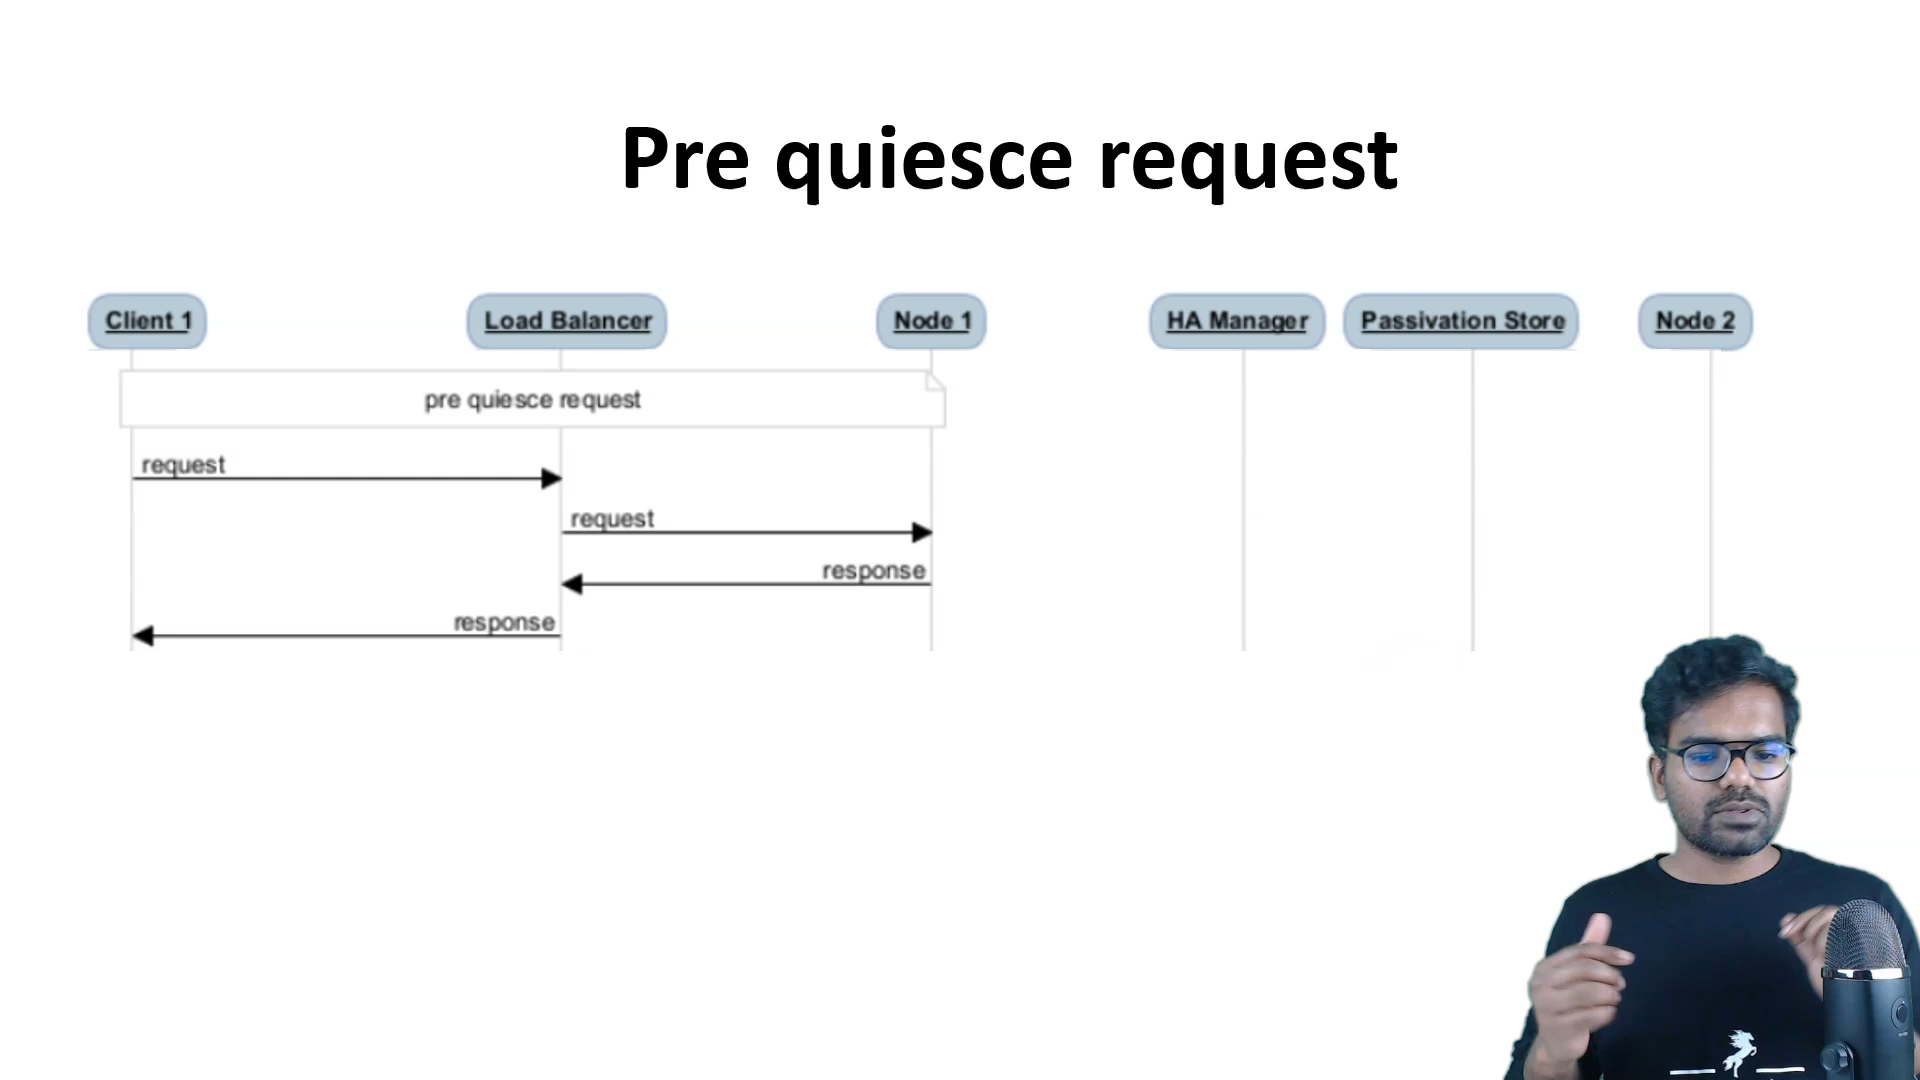 Pre quiesce request
Client 1
Load Balancer
Node 1
HA Manager
Passivation Store
Node 2
pre quiesce request
request
request
response
response